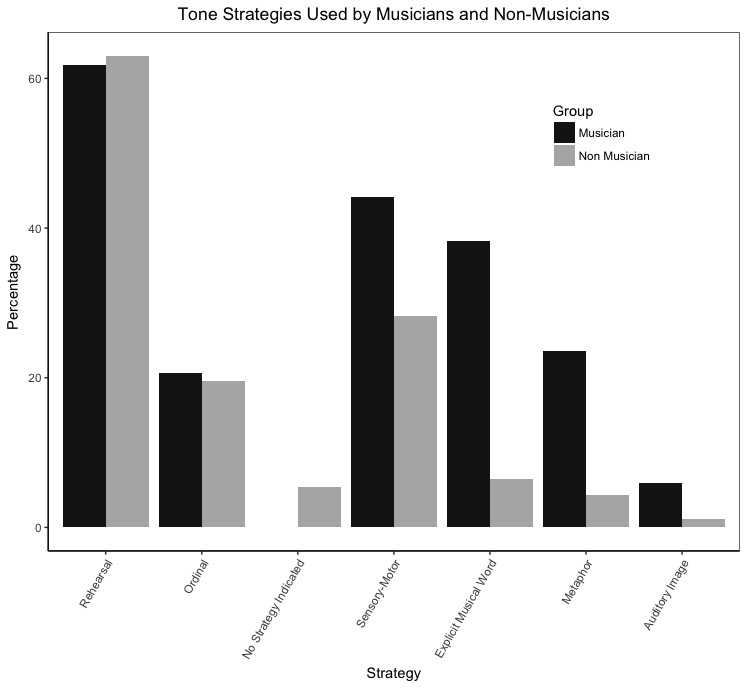 Tone Strategies Used by Musicians and Non-Musicians
Group
Musician
Non Musician
Percentage
60
40
20
0
Rehearsal
Ordinal
No Strategy Indicated
Sensory-Motor
Explicit Musical Word
Metaphor
Auditory Image
Strategy